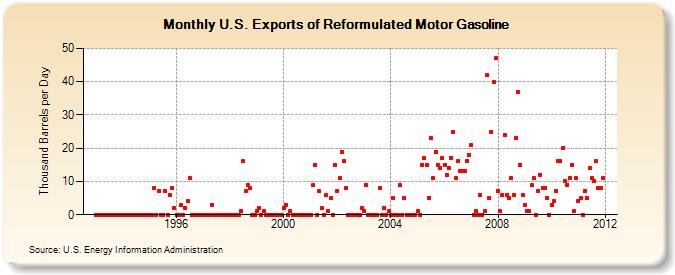 Monthly U.S. Exports of Reformulated Motor Gasoline
Thousand Barrels per Day
50
40
30
20
10
0
1996 2000 2004 2008 2012
Source: U.S. Energy Information Administration